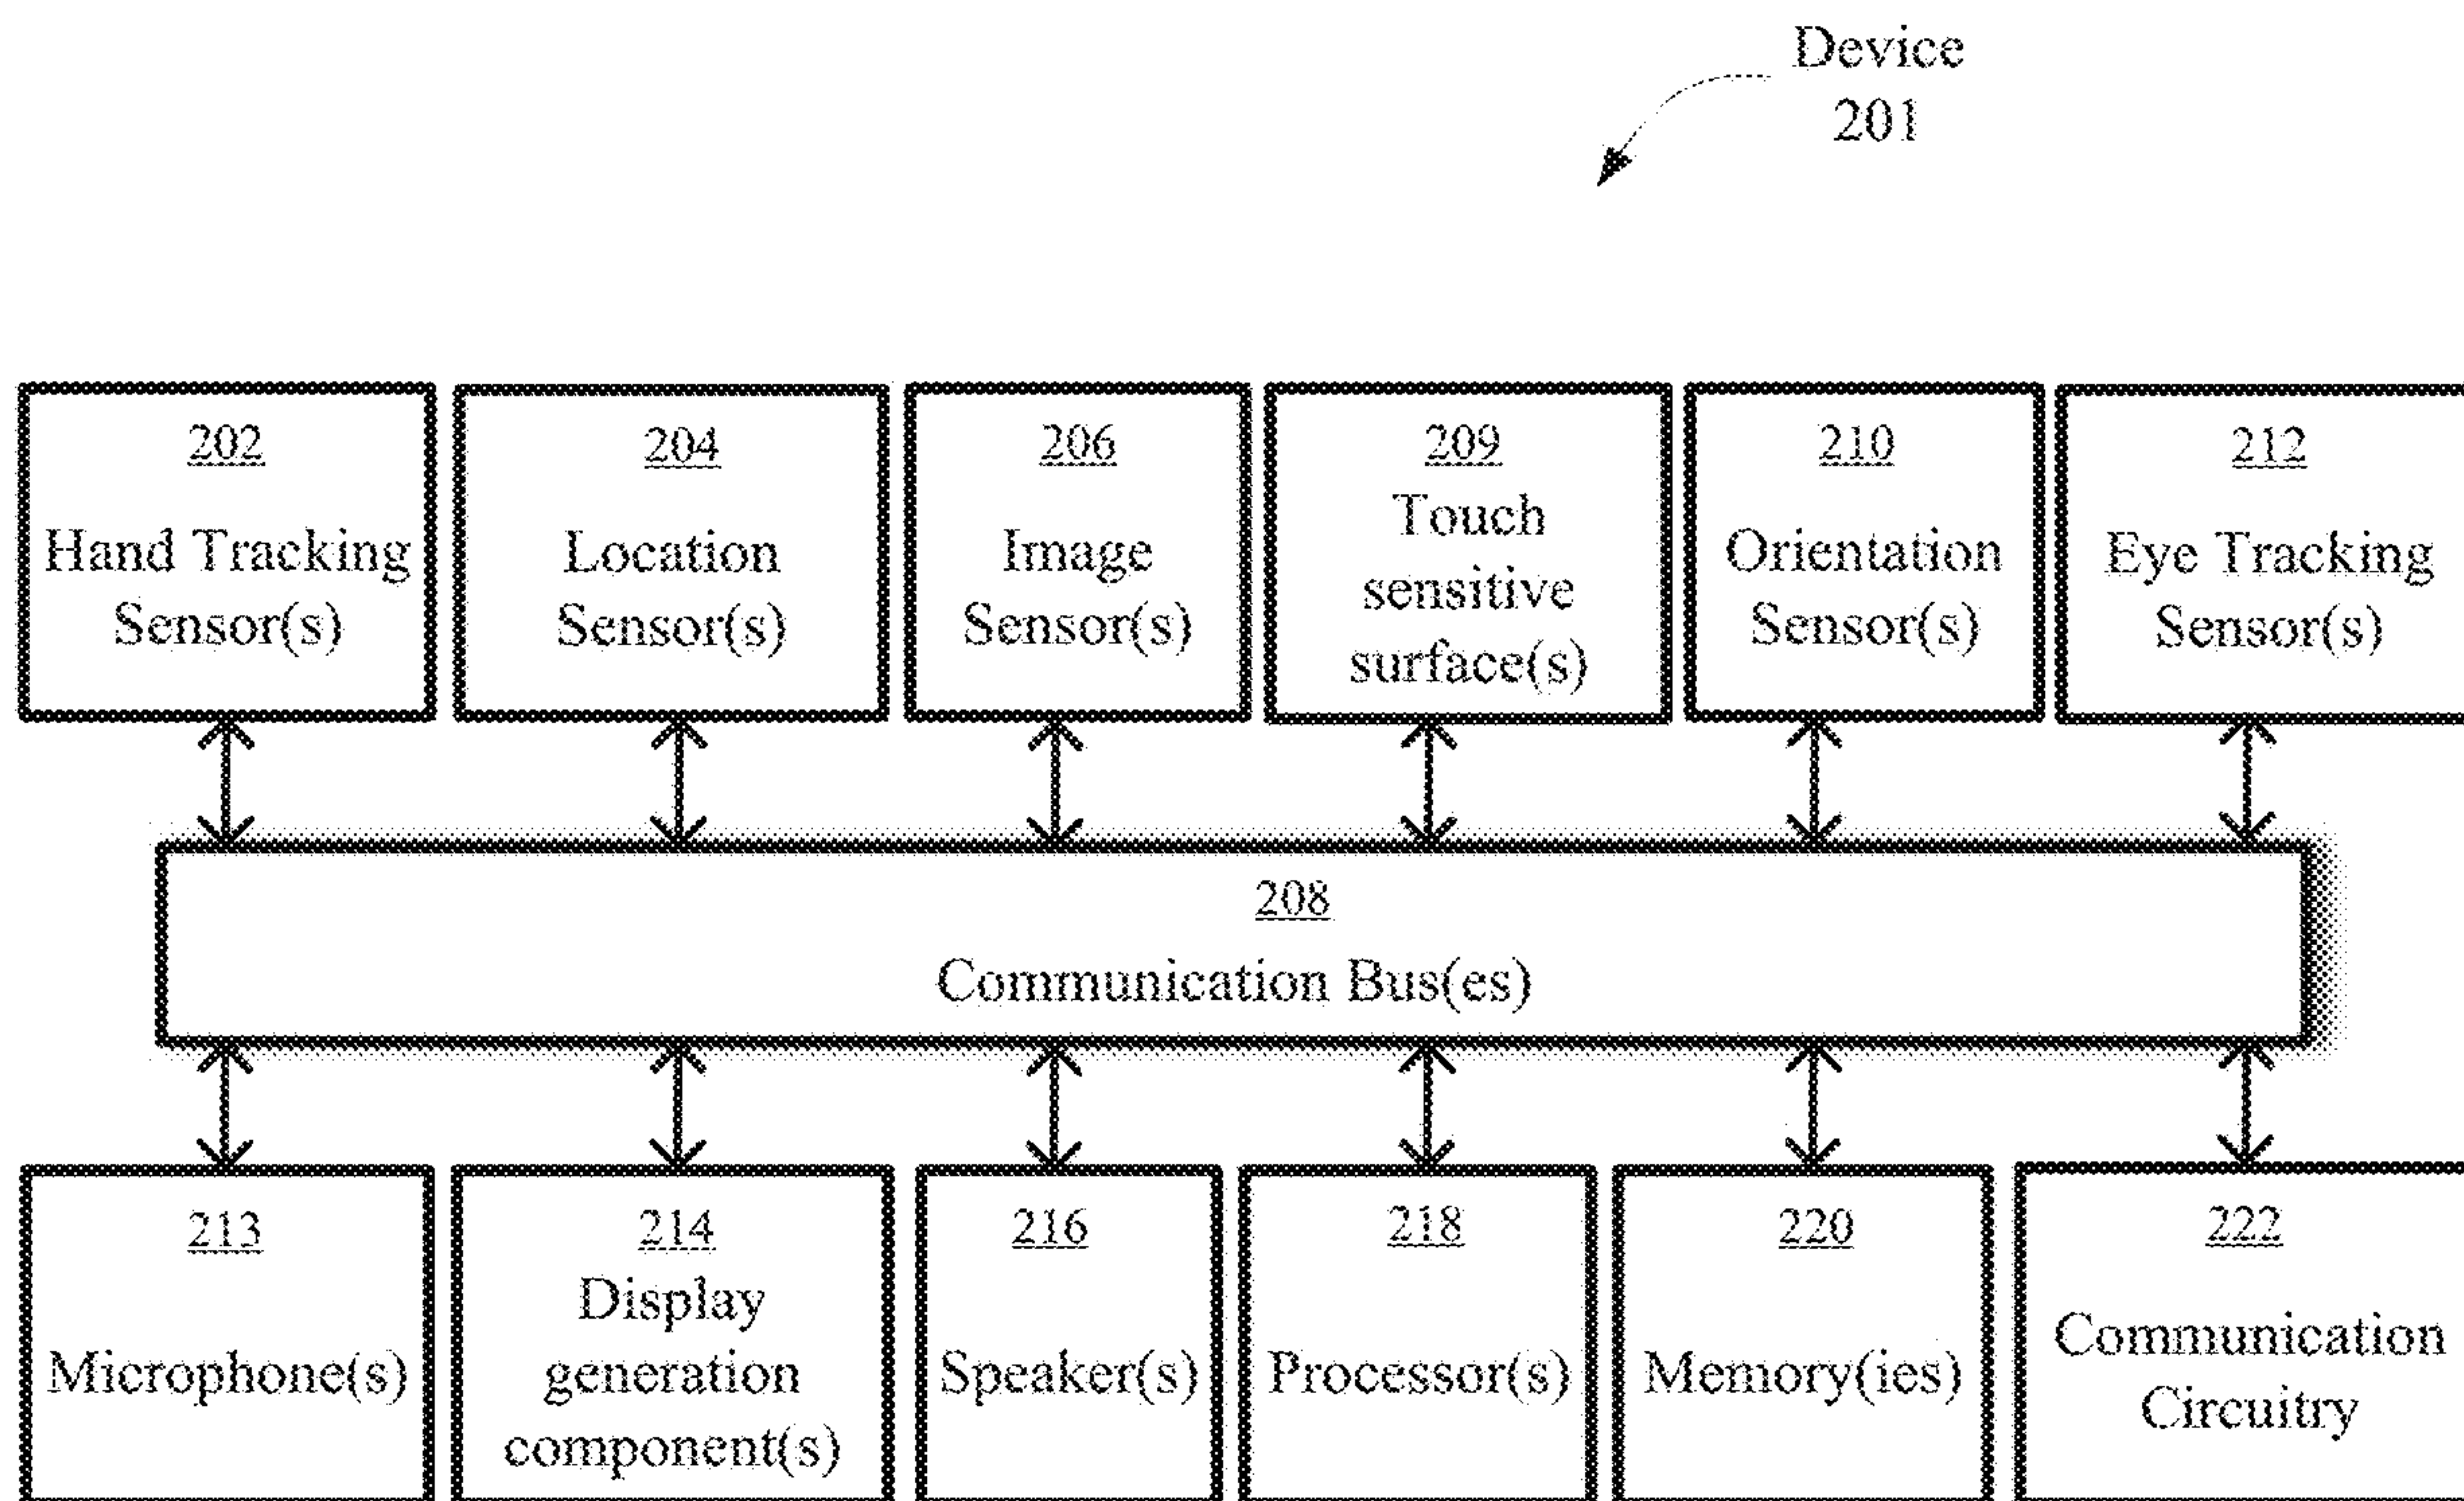 Device
201
202
Hand Tracking
Sensor(s)
204
Location
Sensor(s)
206
Image
Sensor(s)
209
Touch
sensitive
surface(s)
210
Orientation
Sensor(s)
212
Eye Tracking
Sensor(s)
208
Communication Bus(es)
213
Microphone(s)
214
Display
generation
component(s)
216
Speaker(s)
218
Processor(s)
220
Memory(ies)
222
Communication
Circuitry